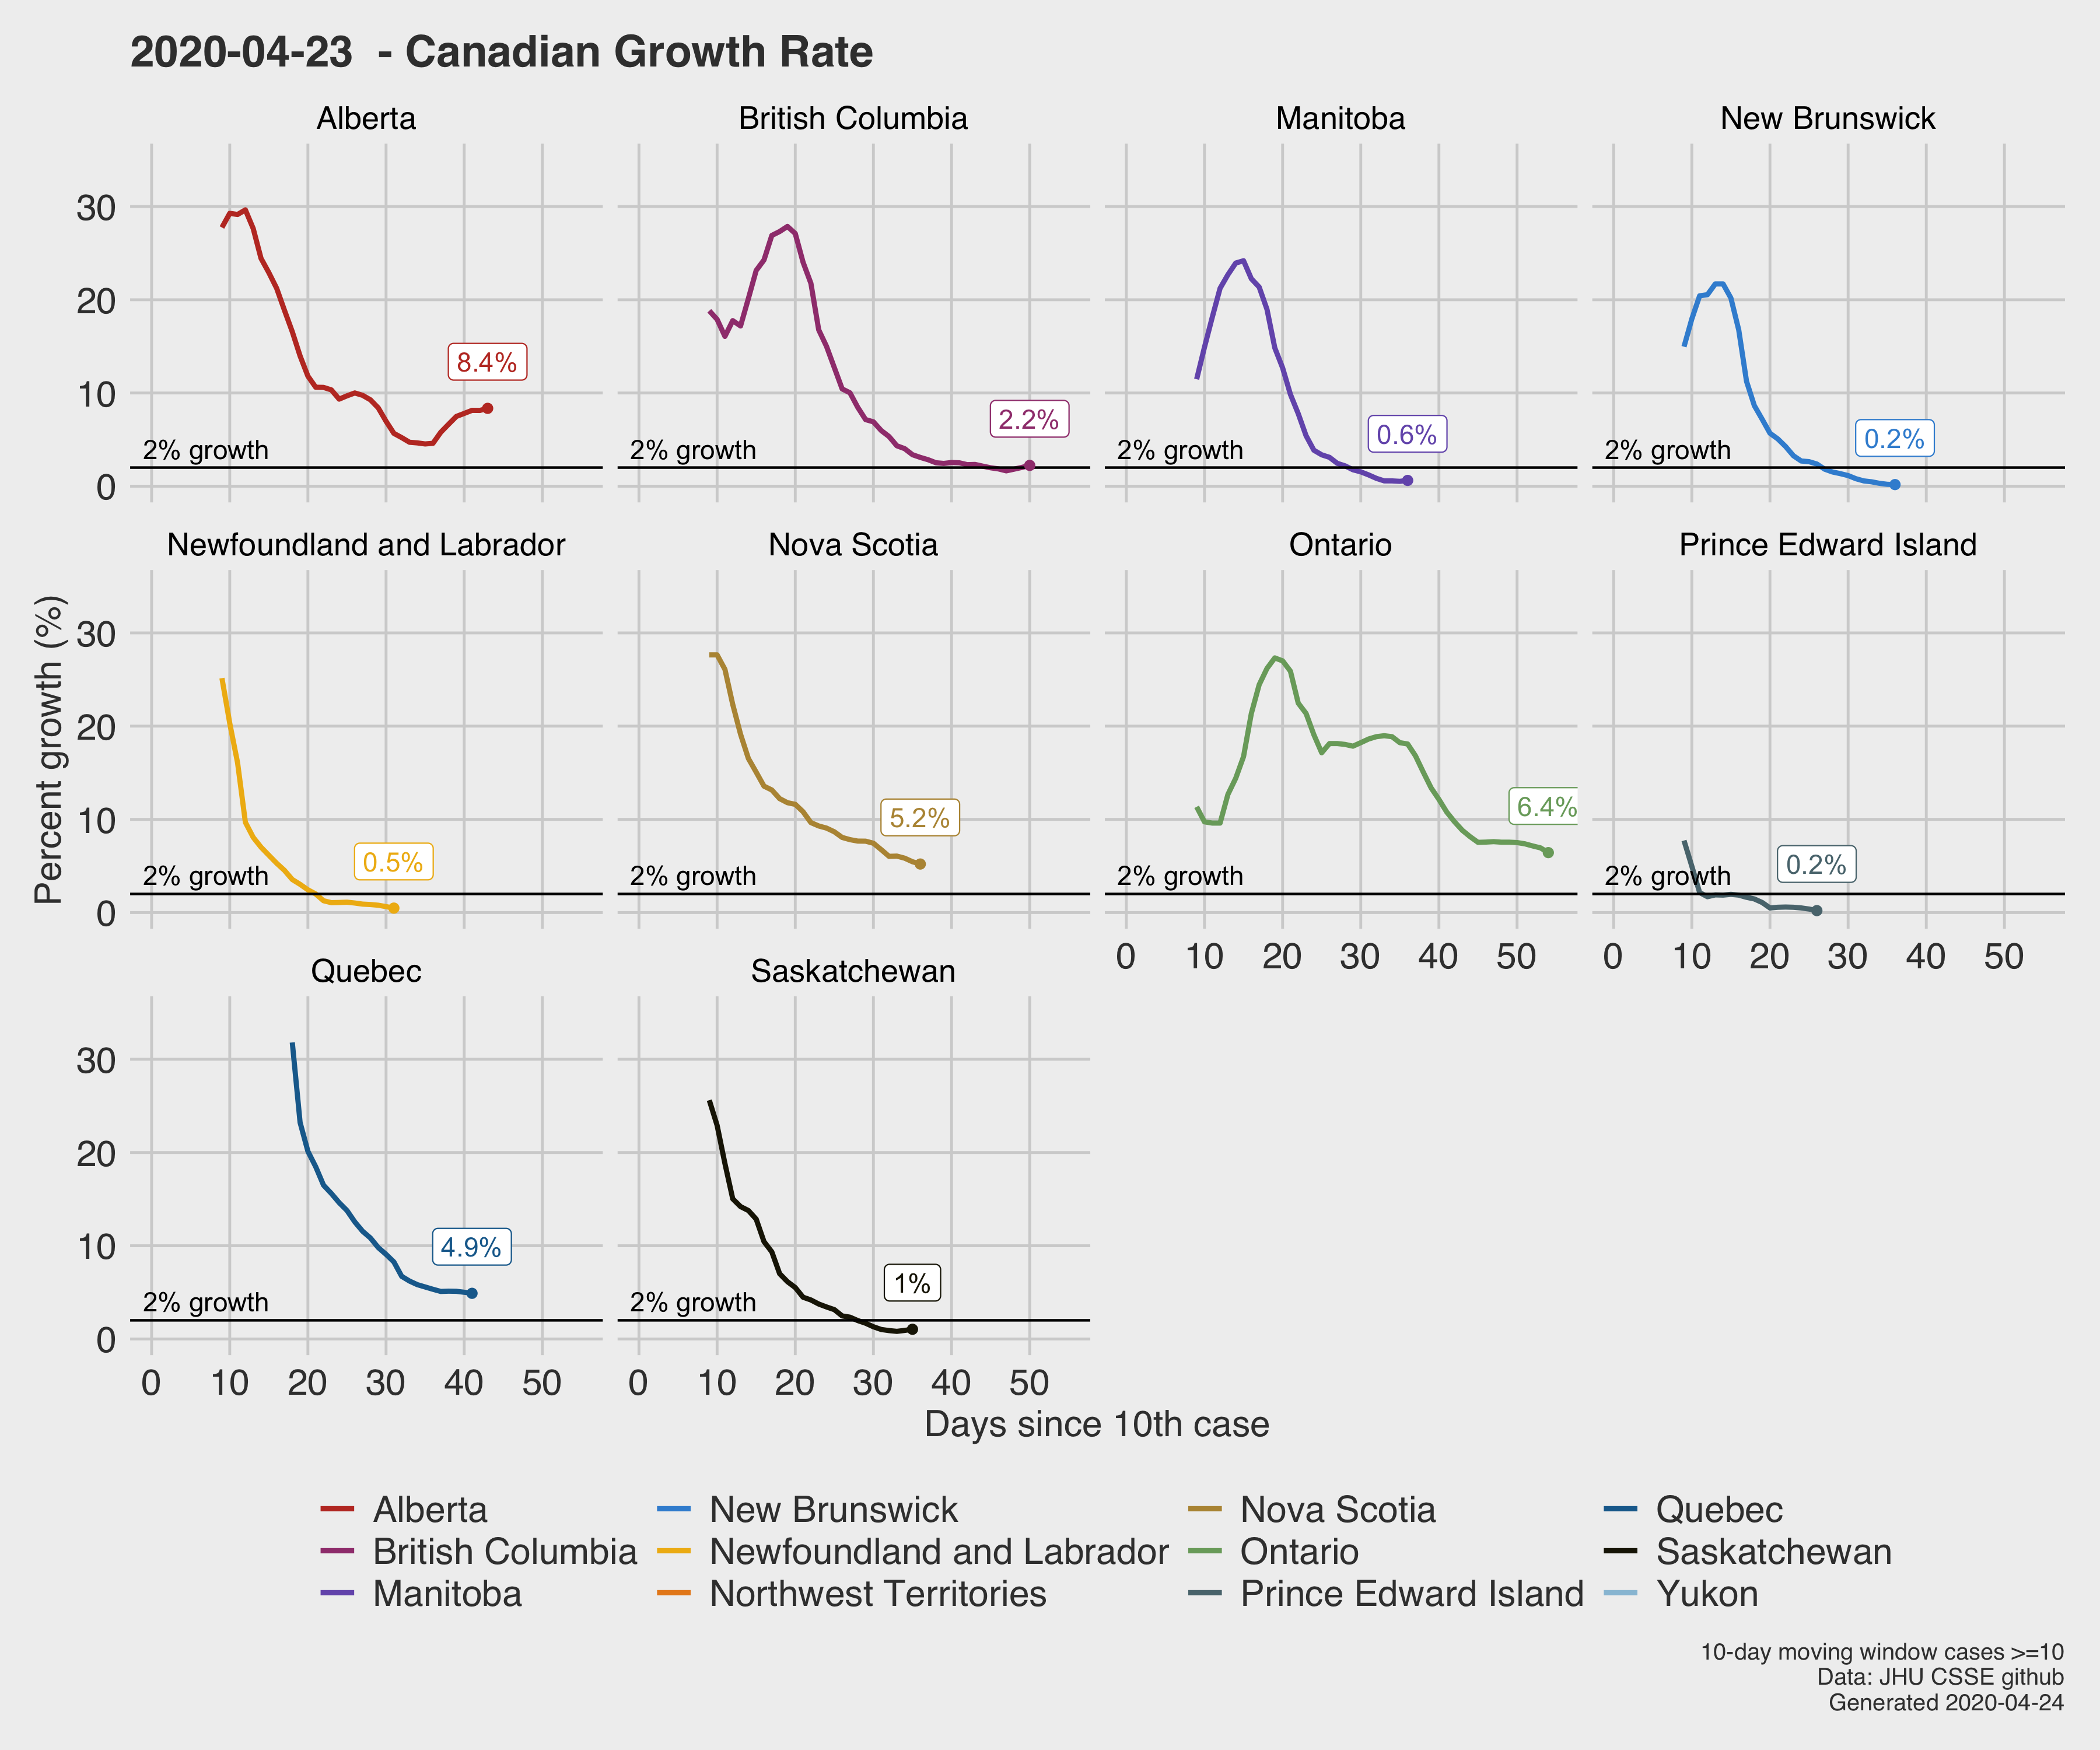 2020-04-23  - Canadian Growth Rate
Alberta
British Columbia
Manitoba
New Brunswick
30
20
10
0
8.4%
2.2%
0.6%
0.2%
2% growth
2% growth
2% growth
2% growth
Newfoundland and Labrador
Nova Scotia
Ontario
Prince Edward Island
Percent growth (%)
30
20
10
0
0.5%
5.2%
6.4%
0.2%
2% growth
2% growth
2% growth
2% growth
0 10 20 30 40 50
0 10 20 30 40 50
Quebec
Saskatchewan
30
20
10
0
4.9%
1%
2% growth
2% growth
0 10 20 30 40 50
0 10 20 30 40 50
Days since 10th case
Alberta
British Columbia
Manitoba
New Brunswick
Newfoundland and Labrador
Northwest Territories
Nova Scotia
Ontario
Prince Edward Island
Quebec
Saskatchewan
Yukon
10-day moving window cases >=10
Data: JHU CSSE github
Generated 2020-04-24